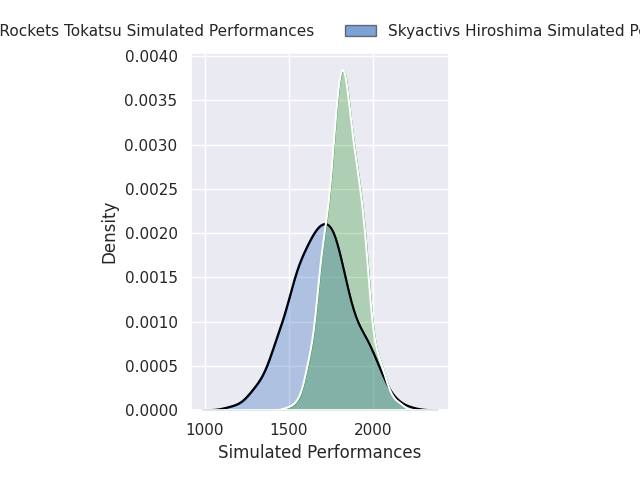 Rockets Tokatsu Simulated Performances
Skyactivs Hiroshima Simulated
0.0040
0.0035
0.0030
0.0025
0.0020
0.0015
0.0010
0.0005
0.0000
Density
1000 1500 2000
Simulated Performances